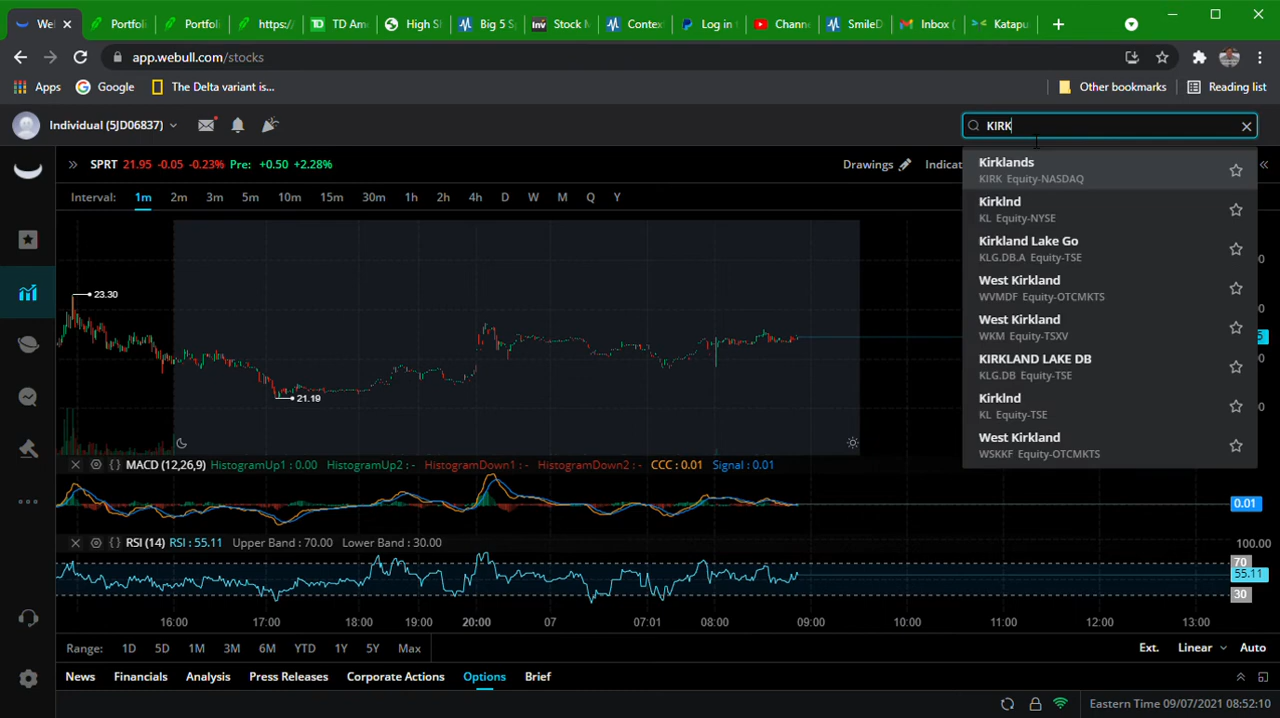 Wel
Portfoli
Portfoli
https:/
TD Ame
High S
Big 5 S
Stock M
Contex
Log in
Chann
SmileD
Inbox (
Katapu
app.webull.com/stocks
Apps Google The Delta variant is...
Other bookmarks Reading list
Individual (5JD06837)
KIRK
SPRT 21.95 -0.05 -0.23% Pre: +0.50 +2.28%
Drawings Indicat
Interval: 1m 2m 3m 5m 10m 15m 30m 1h 2h 4h D W M Q Y
Kirklands
KIRK Equity-NASDAQ
Kirklnd
KL Equity-NYSE
Kirkland Lake Go
KLG.DB.A Equity-TSE
West Kirkland
WVMDF Equity-OTCMKTS
West Kirkland
WKM Equity-TSXV
KIRKLAND LAKE DB
KLG.DB Equity-TSE
Kirklnd
KL Equity-TSE
West Kirkland
WSKKF Equity-OTCMKTS
23.30
21.19
MACD (12,26,9) HistogramUp1 : 0.00 HistogramUp2 : - HistogramDown1 : - HistogramDown2 : - CCC : 0.01 Signal : 0.01
0.01
RSI (14) RSI : 55.11 Upper Band : 70.00 Lower Band : 30.00
100.00
70
55.11
30
16:00 17:00 18:00 19:00 20:00 07 07:01 08:00 09:00 10:00 11:00 12:00 13:00
Range: 1D 5D 1M 3M 6M YTD 1Y 5Y Max
Ext. Linear Auto
News Financials Analysis Press Releases Corporate Actions Options Brief
Eastern Time 09/07/2021 08:52:10